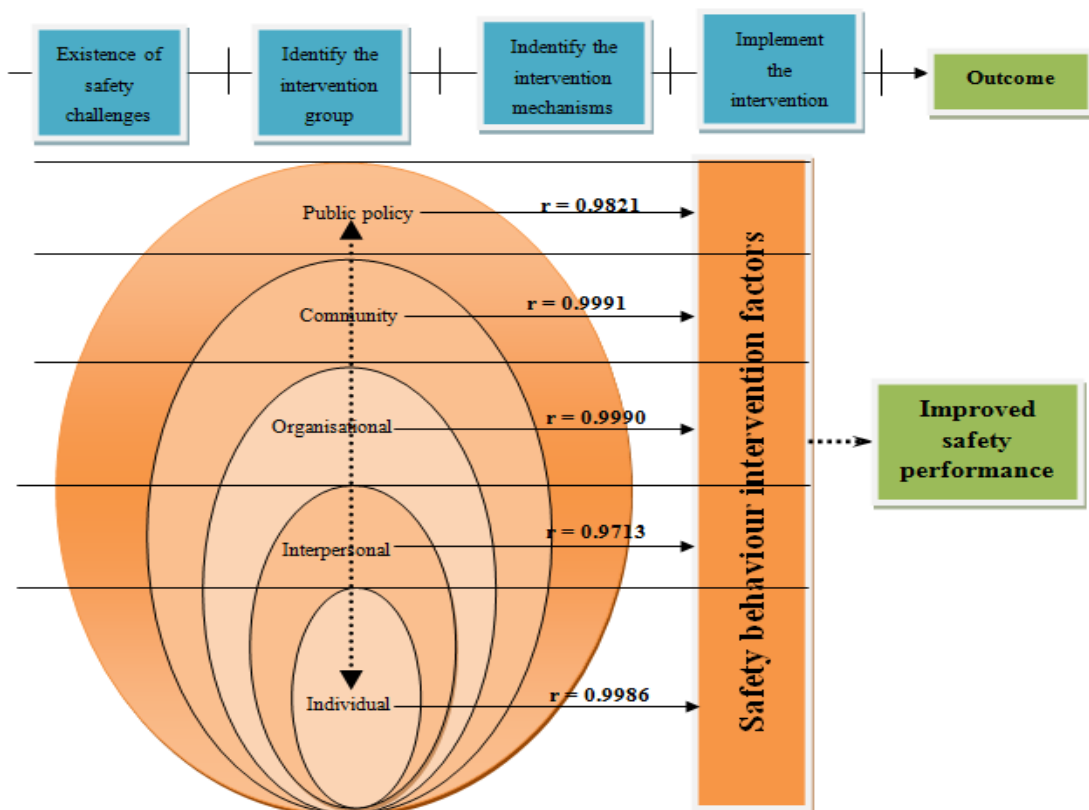 Existence of
safety
challenges
Identify the
intervention
group
Indentify the
intervention
mechanisms
Implement
the
intervention
Outcome
Public policy
r = 0.9821
Community
r = 0.9991
Organisational
r = 0.9990
Interpersonal
r = 0.9713
Individual
r = 0.9986
Safety behaviour intervention factors
Improved
safety
performance